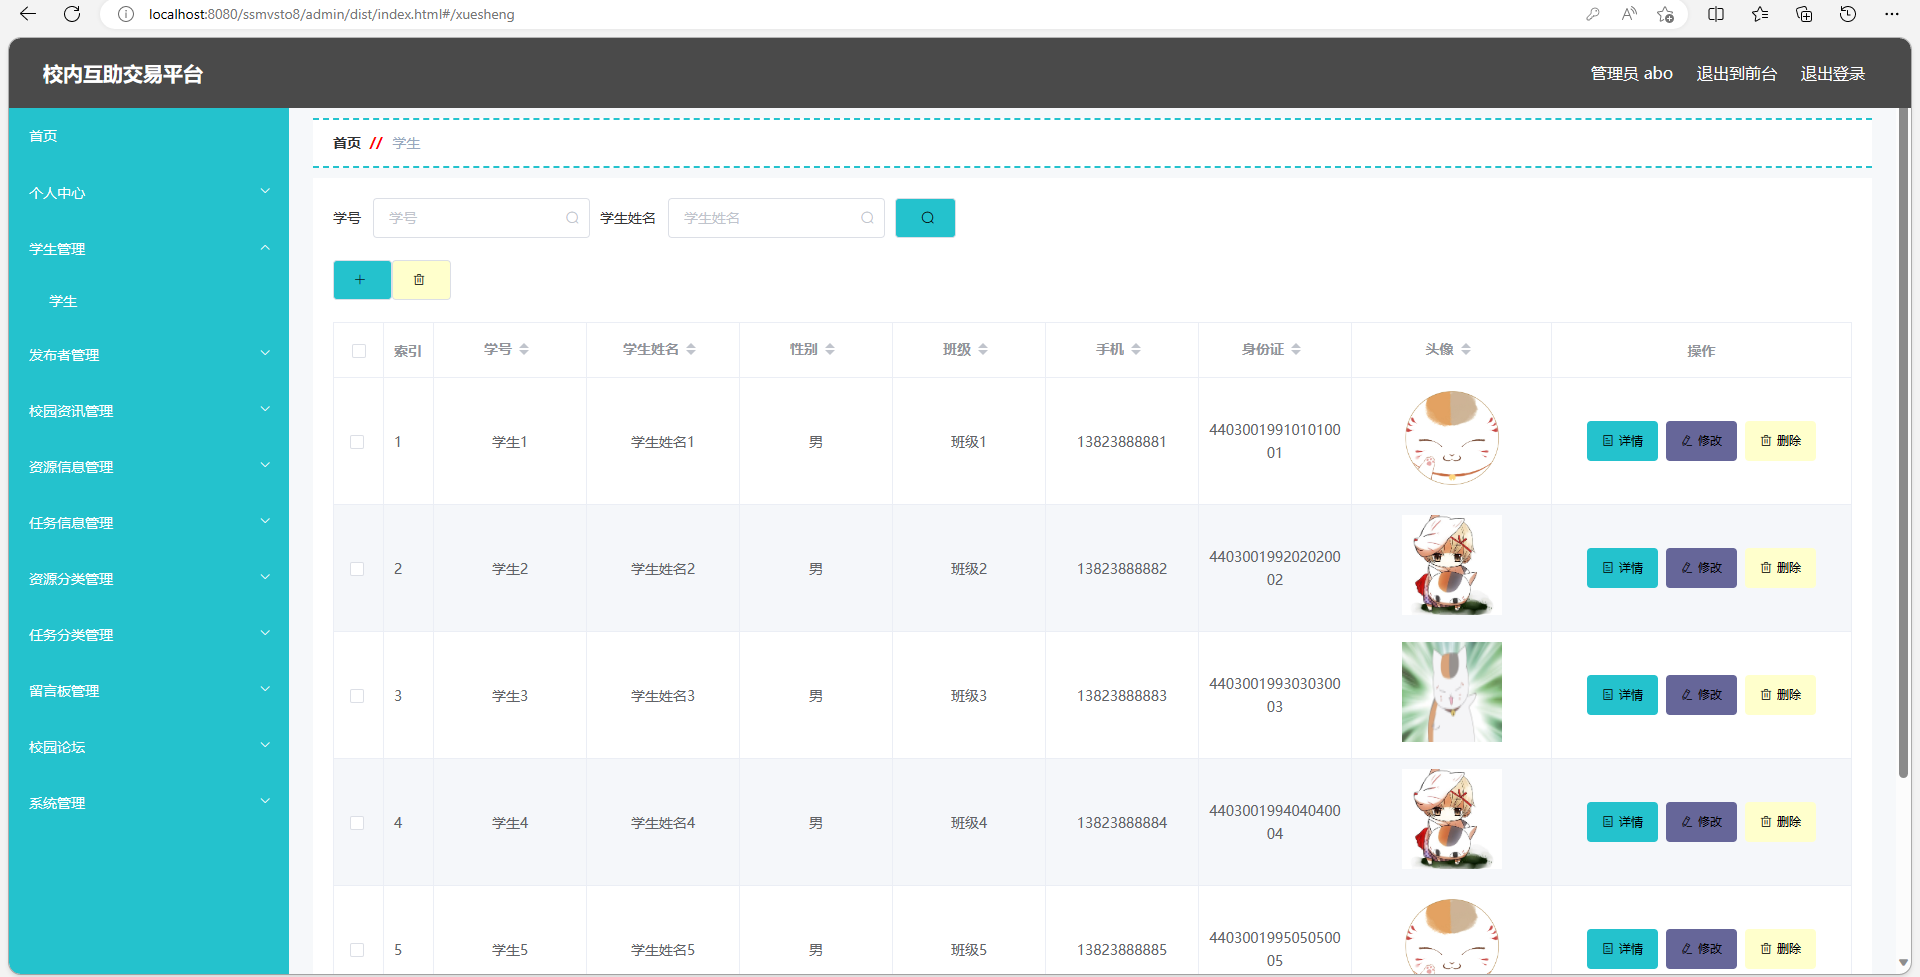 localhost:8080/ssmvsto8/admin/dist/index.html#/xuesheng
校内互助交易平台
管理员 abo 退出到前台 退出登录
首页
个人中心
学生管理
学生
发布者管理
校园资讯管理
资源信息管理
任务信息管理
资源分类管理
任务分类管理
留言板管理
校园论坛
系统管理
首页 // 学生
学号 学号 学生姓名 学生姓名
索引 学号 学生姓名 性别 班级 手机 身份证 头像 操作
1 学生1 学生姓名1 男 班级1 13823888881 4403001991010100
01
详情 修改 删除
2 学生2 学生姓名2 男 班级2 13823888882 4403001992020200
02
详情 修改 删除
3 学生3 学生姓名3 男 班级3 13823888883 4403001993030300
03
详情 修改 删除
4 学生4 学生姓名4 男 班级4 13823888884 4403001994040400
04
详情 修改 删除
5 学生5 学生姓名5 男 班级5 13823888885 4403001995050500
05
详情 修改 删除